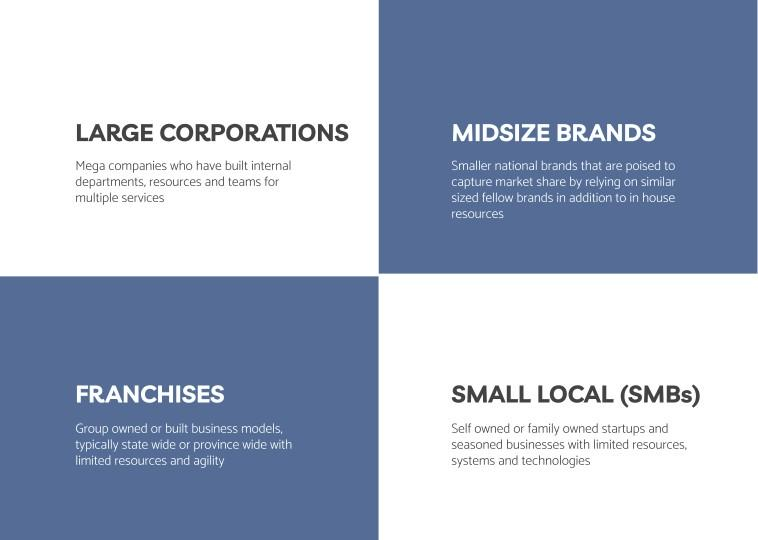 LARGE CORPORATIONS
Mega companies who have built internal
departments, resources and teams for
multiple services
MIDSIZE BRANDS
Smaller national brands that are poised to
capture market share by relying on similar
sized fellow brands in addition to in house
resources
FRANCHISES
Group owned or built business models,
typically state wide or province wide with
limited resources and agility
SMALL LOCAL (SMBs)
Self owned or family owned startups and
seasoned businesses with limited resources,
systems and technologies